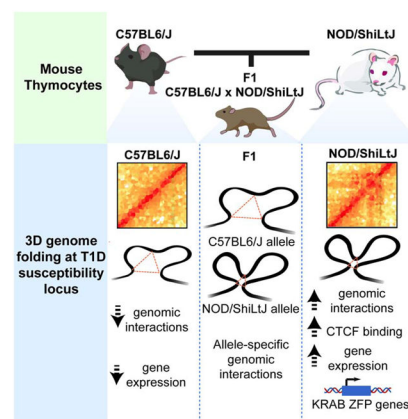 C57BL6/J
NOD/ShiLtJ
Mouse
Thymocytes
F1
C57BL6/J x NOD/ShiLtJ
C57BL6/J
F1
NOD/ShiLtJ
3D genome
folding at T1D
susceptibility
locus
C57BL6/J
allele
NOD/ShiLtJ allele
Allele-specific
genomic
interactions
genomic
interactions
gene
expression
genomic
interactions
CTCF binding
gene
expression
KRAB ZFP genes